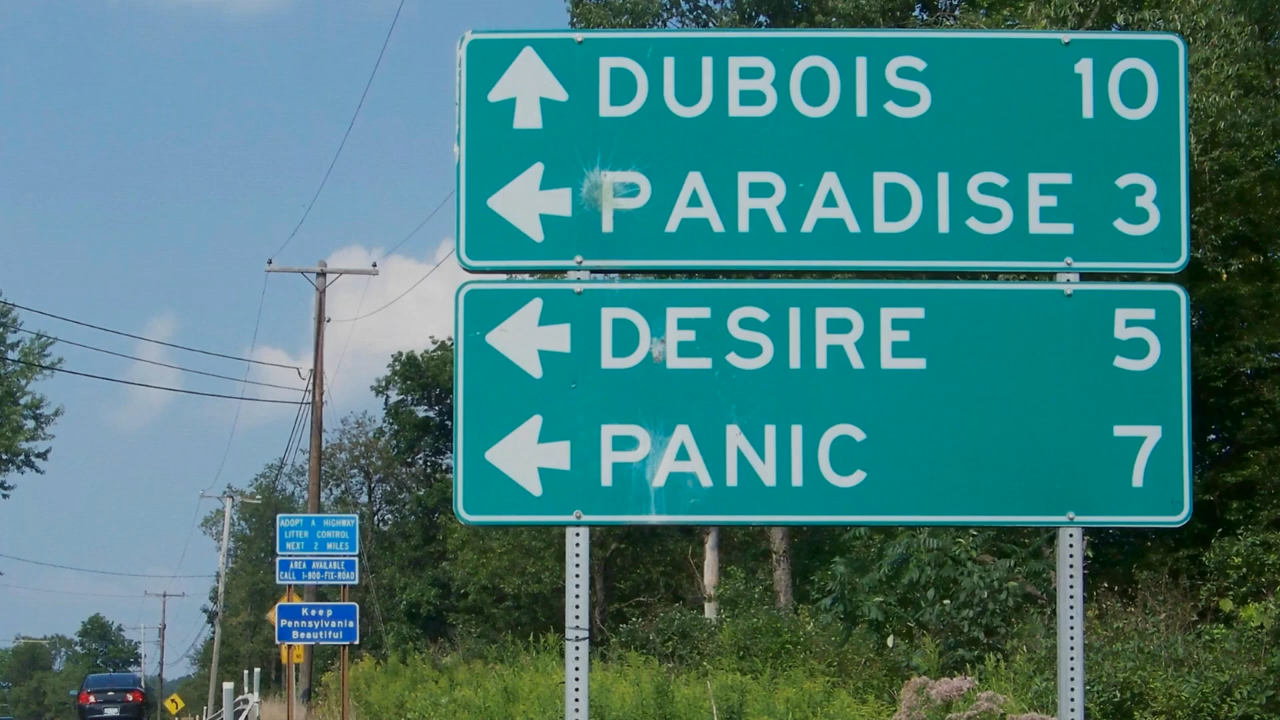 DUBOIS 10
PARADISE 3
DESIRE 5
PANIC 7
ADOPT A HIGHWAY
LITTER CONTROL
NEXT 2 MILES
AREA AVAILABLE
CALL 1-800-FIX-ROAD
Keep
Pennsylvania
Beautiful